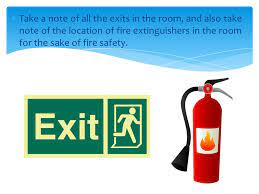 Take a note of all the exits in the room, and also take
note of the location of fire extinguishers in the room
for the sake of fire safety.
Exit